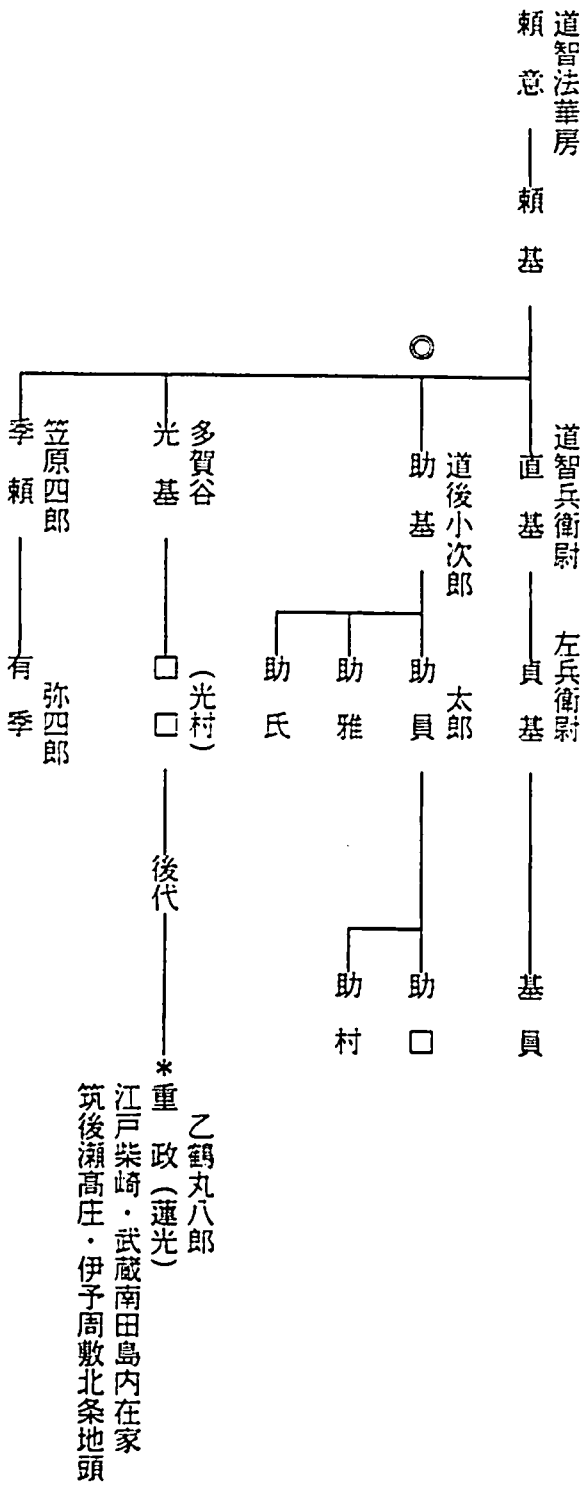 道智法華房
頼意
頼基
◎
道智兵衛尉
直基
左兵衛尉
貞基
基員
道後小次郎
助基
太郎
助員
助雅
助氏
助□
助村
多賀谷
光基
(光村)
□□
後代
乙鶴丸八郎
*重政(蓮光)
江戸柴崎・武蔵南田島内在家
筑後瀬高庄・伊予周敷北条地頭
笠原四郎
季頼
弥四郎
有季